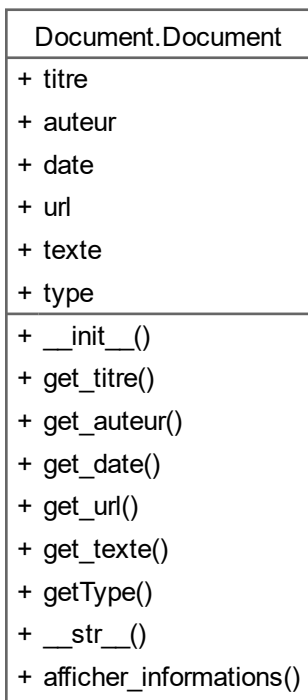 Document.Document
+ titre
+ auteur
+ date
+ url
+ texte
+ type
+ __init__()
+ get_titre()
+ get_auteur()
+ get_date()
+ get_url()
+ get_texte()
+ getType()
+ __str__()
+ afficher_informations()